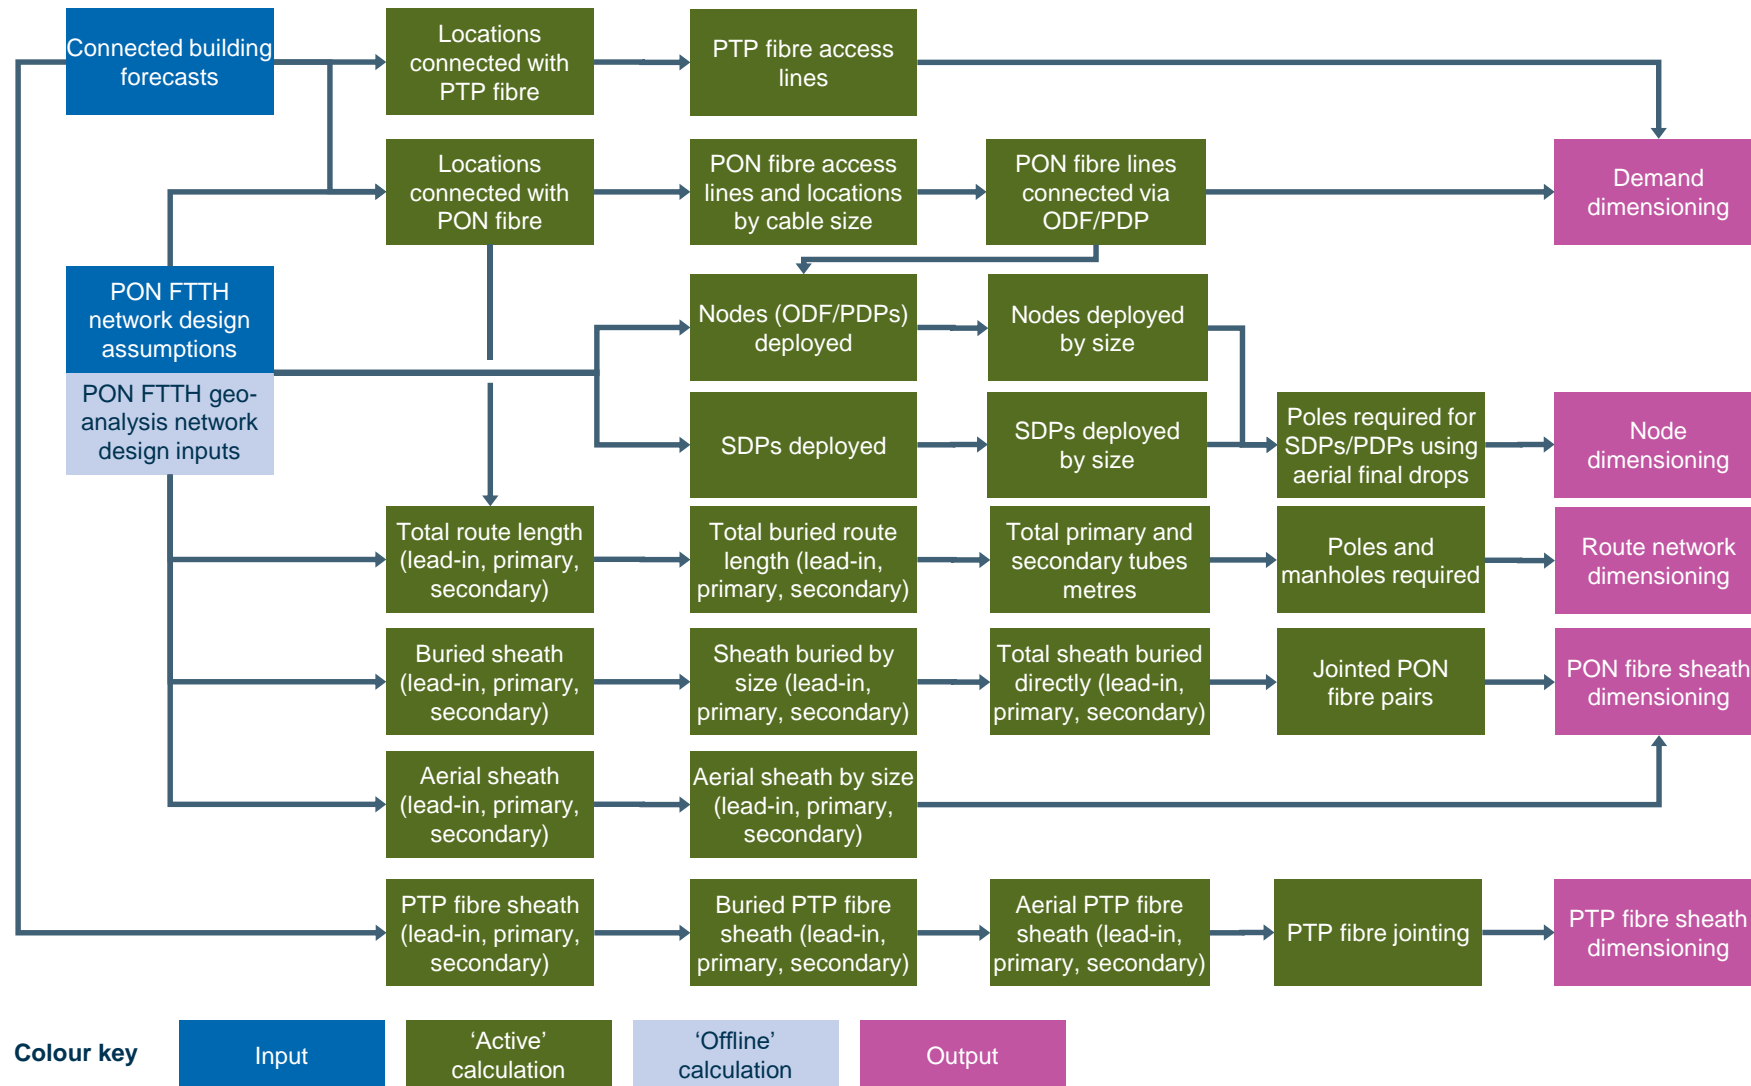 Connected building
forecasts
Locations
connected with
PTP fibre
PTP fibre access
lines
Locations
connected with
PON fibre
PON fibre access
lines and locations
by cable size
PON fibre lines
connected via
ODF/PDP
Demand
dimensioning
PON FTTH
network design
assumptions
PON FTTH geo-
analysis network
design inputs
Nodes (ODF/PDPs)
deployed
Nodes deployed
by size
SDPs deployed
SDPs deployed
by size
Poles required for
SDPs/PDPs using
aerial final drops
Node
dimensioning
Total route length
(lead-in, primary,
secondary)
Total buried route
length (lead-in,
primary, secondary)
Total primary and
secondary tubes
metres
Poles and
manholes required
Route network
dimensioning
Buried sheath
(lead-in, primary,
secondary)
Sheath buried by
size (lead-in,
primary, secondary)
Total sheath buried
directly (lead-in,
primary, secondary)
Jointed PON
fibre pairs
PON fibre sheath
dimensioning
Aerial sheath
(lead-in, primary,
secondary)
Aerial sheath by size
(lead-in, primary,
secondary)
PTP fibre sheath
(lead-in, primary,
secondary)
Buried PTP fibre
sheath (lead-in,
primary, secondary)
Aerial PTP fibre
sheath (lead-in,
primary, secondary)
PTP fibre jointing
PTP fibre sheath
dimensioning
Colour key
Input
‘Active’
calculation
‘Offline’
calculation
Output